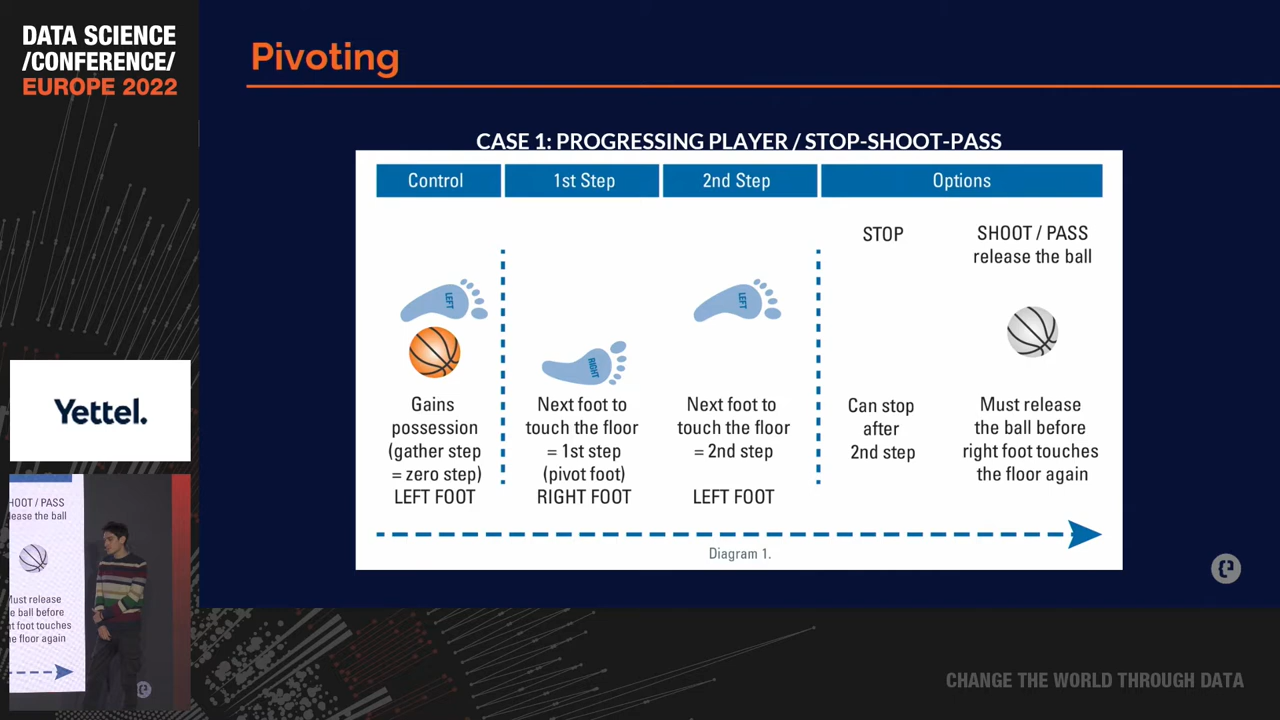 DATA SCIENCE
/CONFERENCE/
EUROPE 2022
Pivoting
CASE 1: PROGRESSING PLAYER / STOP-SHOOT-PASS
Control
1st Step
2nd Step
Options
STOP
SHOOT / PASS
release the ball
LEFT
RIGHT
LEFT
Gains
possession
(gather step
= zero step)
LEFT FOOT
Next foot to
touch the floor
= 1st step
(pivot foot)
RIGHT FOOT
Next foot to
touch the floor
= 2nd step
LEFT FOOT
Can stop
after
2nd step
Must release
the ball before
right foot touches
the floor again
Diagram 1.
Yettel.
HOOT / PASS
ease the ball
Must release
e ball before
t foot touches
e floor again
CHANGE THE WORLD THROUGH DATA